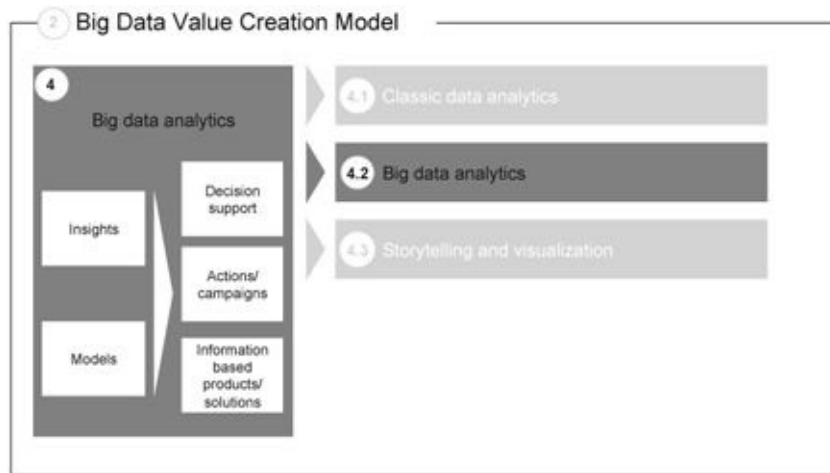 2 Big Data Value Creation Model
4
Big data analytics
Insights
Models
Decision
support
Actions/
campaigns
Information
based
products/
solutions
4.1 Classic data analytics
4.2 Big data analytics
4.3 Storytelling and visualization